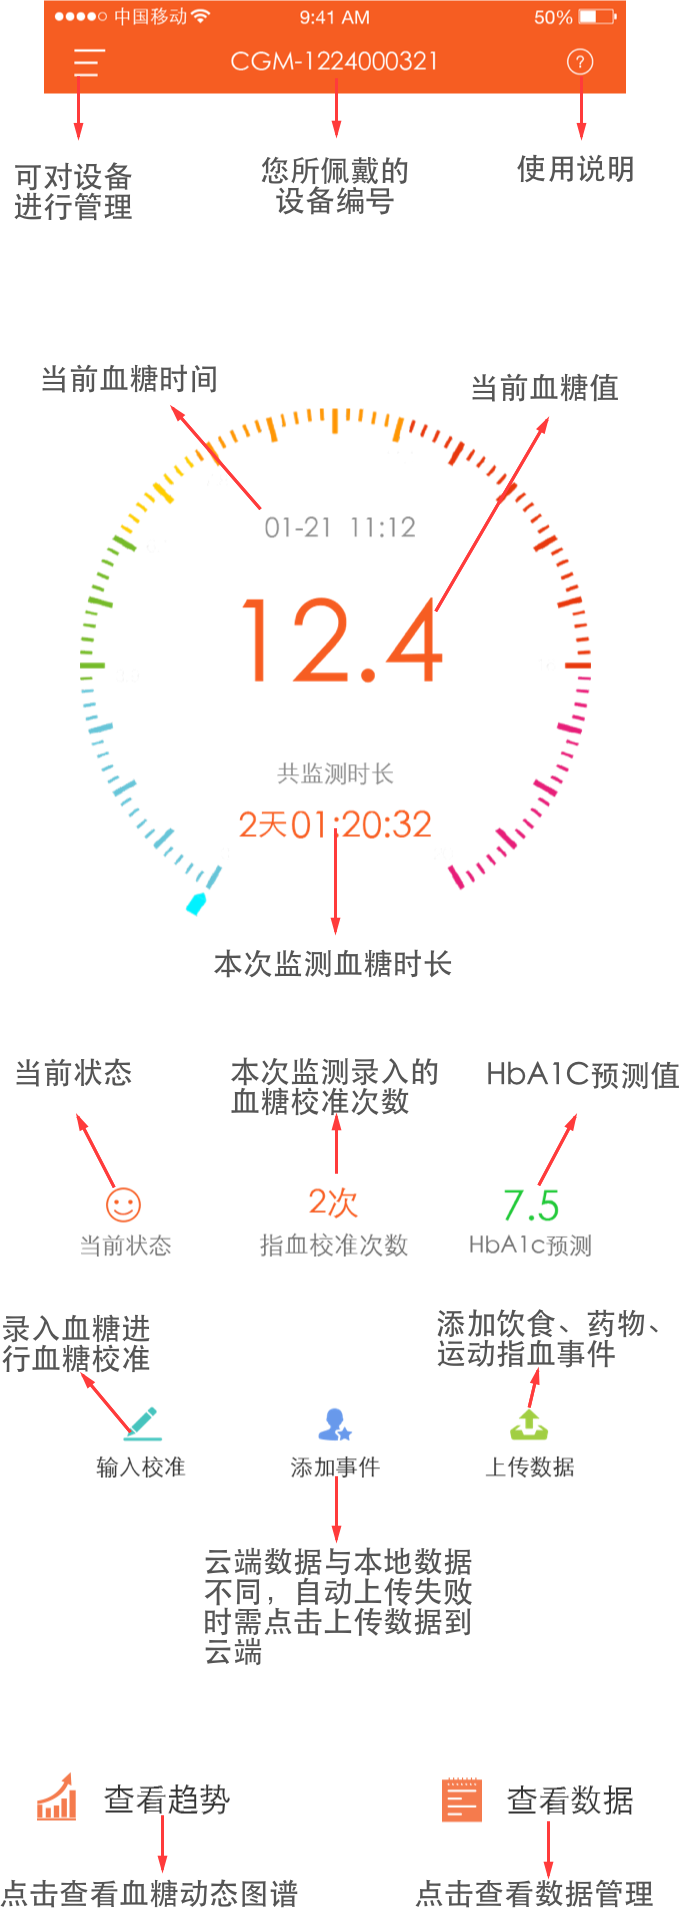 中国移动 9:41 AM 50%
CGM-1224000321 ?
可对设备
进行管理
您所佩戴的
设备编号
使用说明
当前血糖时间
当前血糖值
01-21 11:12
12.4
共监测时长
2天01:20:32
本次监测血糖时长
当前状态
本次监测录入的
血糖校准次数
HbA1C预测值
2次
7.5
当前状态
指血校准次数
HbA1c预测
录入血糖进
行血糖校准
添加饮食、药物、
运动指血事件
输入校准
添加事件
上传数据
云端数据与本地数据
不同，自动上传失败
时需点击上传数据到
云端
查看趋势
查看数据
点击查看血糖动态图谱
点击查看数据管理